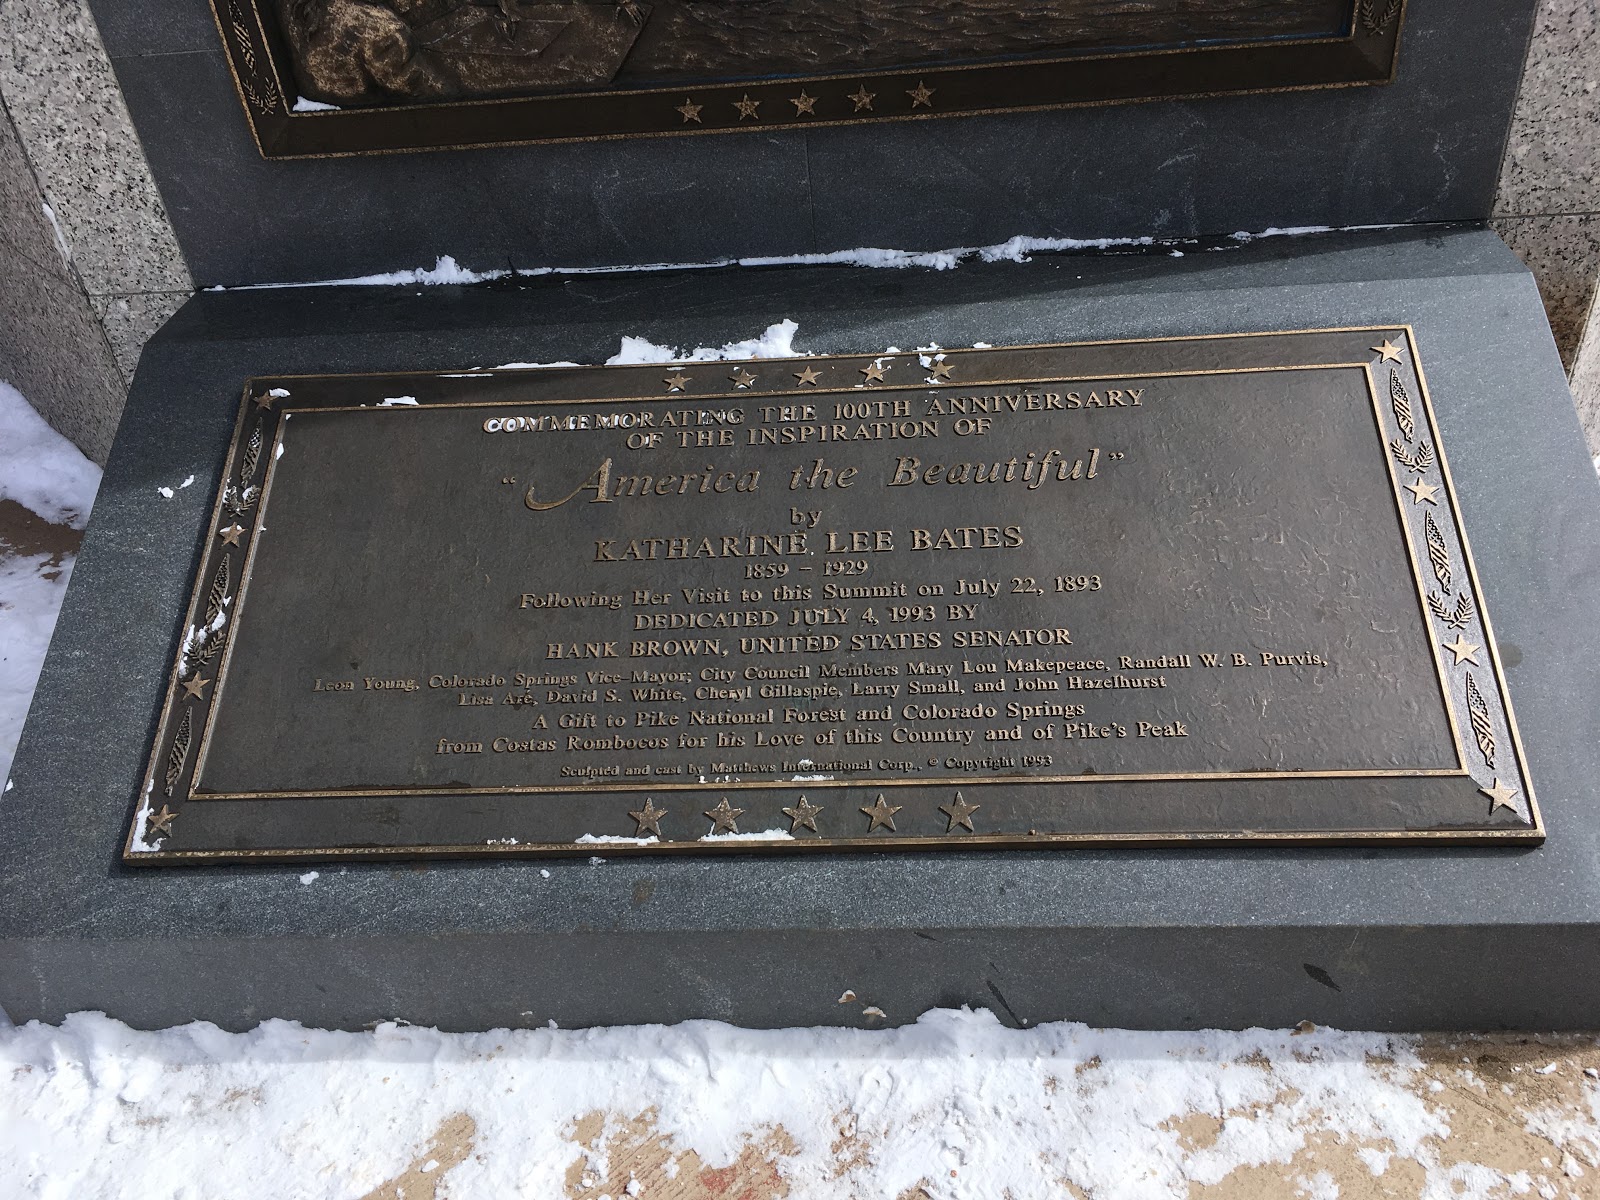 COMMEMORATING THE 100TH ANNIVERSARY
OF THE INSPIRATION OF
"America the Beautiful"
by
KATHARINE LEE BATES
1859 – 1929
Following Her Visit to this Summit on July 22, 1893
DEDICATED JULY 4, 1993 BY
HANK BROWN, UNITED STATES SENATOR
Leon Young, Colorado Springs Vice-Mayor; City Council Members Mary Lou Makepeace, Randall W. B. Purvis,
Lisa Aré, David S. White, Cheryl Gillaspie, Larry Small, and John Hazelhurst
A Gift to Pike National Forest and Colorado Springs
from Costas Rombocos for his Love of this Country and of Pike's Peak
Sculpted and cast by Matthews International Corp., © Copyright 1993